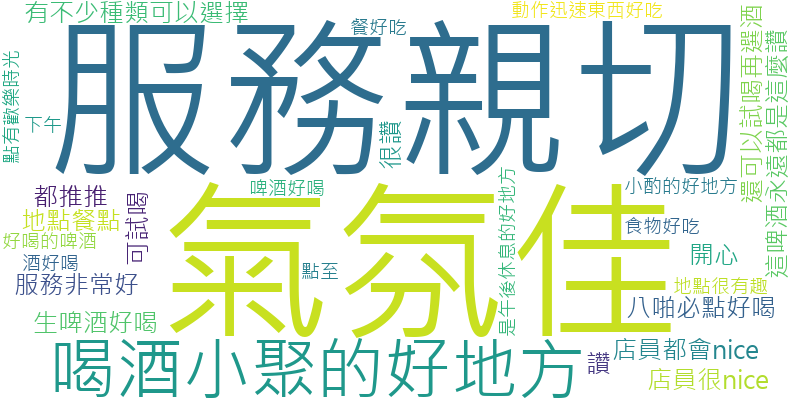 有不少種類可以選擇
餐好吃
動作迅速東西好吃
服務親切
點有歡樂時光
下午
很讚
還可以試喝再選酒
這啤酒永遠都是這麼讚
啤酒好喝
是午後休息的好地方
小酌的好地方
都推推
可試喝
氣氛佳
地點餐點
食物好吃
好喝的啤酒
開心
酒好喝
點至
服務非常好
地點很有趣
八啪必點好喝
生啤酒好喝
喝酒小聚的好地方
讚
店員都會nice
店員很nice